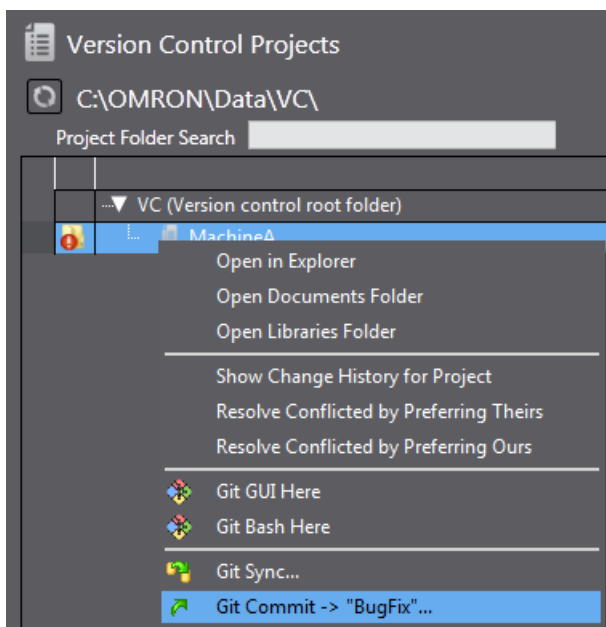 Version Control Projects
C:\OMRON\Data\VC\
Project Folder Search
VC (Version control root folder)
MachineA
Open in Explorer
Open Documents Folder
Open Libraries Folder
Show Change History for Project
Resolve Conflicted by Preferring Theirs
Resolve Conflicted by Preferring Ours
Git GUI Here
Git Bash Here
Git Sync...
Git Commit -> "BugFix"...